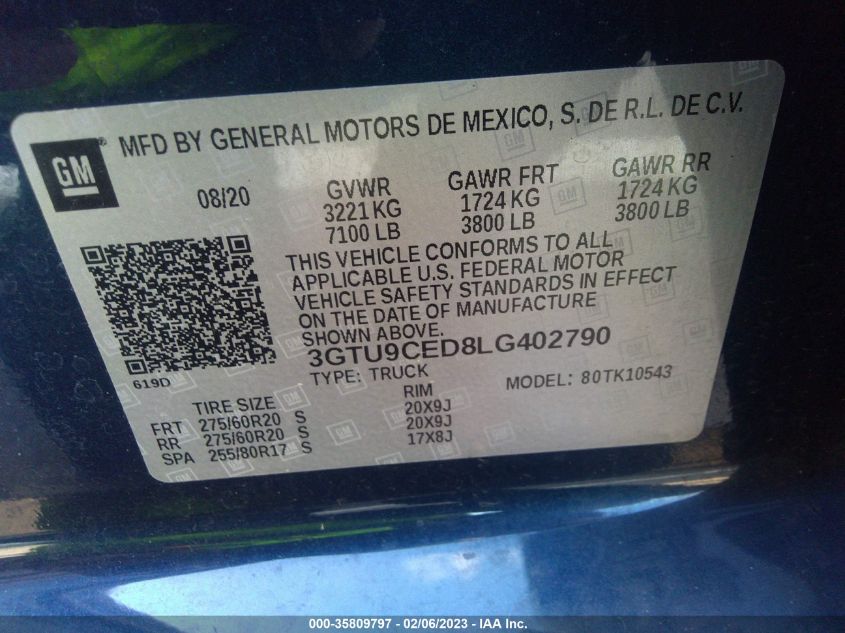 GM
MFD BY GENERAL MOTORS DE MEXICO, S. DE R.L. DE C.V.
08/20 GVWR GAWR FRT GAWR RR
3221 KG 1724 KG 1724 KG
7100 LB 3800 LB 3800 LB
THIS VEHICLE CONFORMS TO ALL
APPLICABLE U.S. FEDERAL MOTOR
VEHICLE SAFETY STANDARDS IN EFFECT
ON THE DATE OF MANUFACTURE
SHOWN ABOVE.
3GTU9CED8LG402790
619D TYPE: TRUCK MODEL: 80TK10543
TIRE SIZE RIM
FRT 275/60R20 S 20X9J
RR 275/60R20 S 20X9J
SPA 255/80R17 S 17X8J
000-35809797 - 02/06/2023 - IAA Inc.